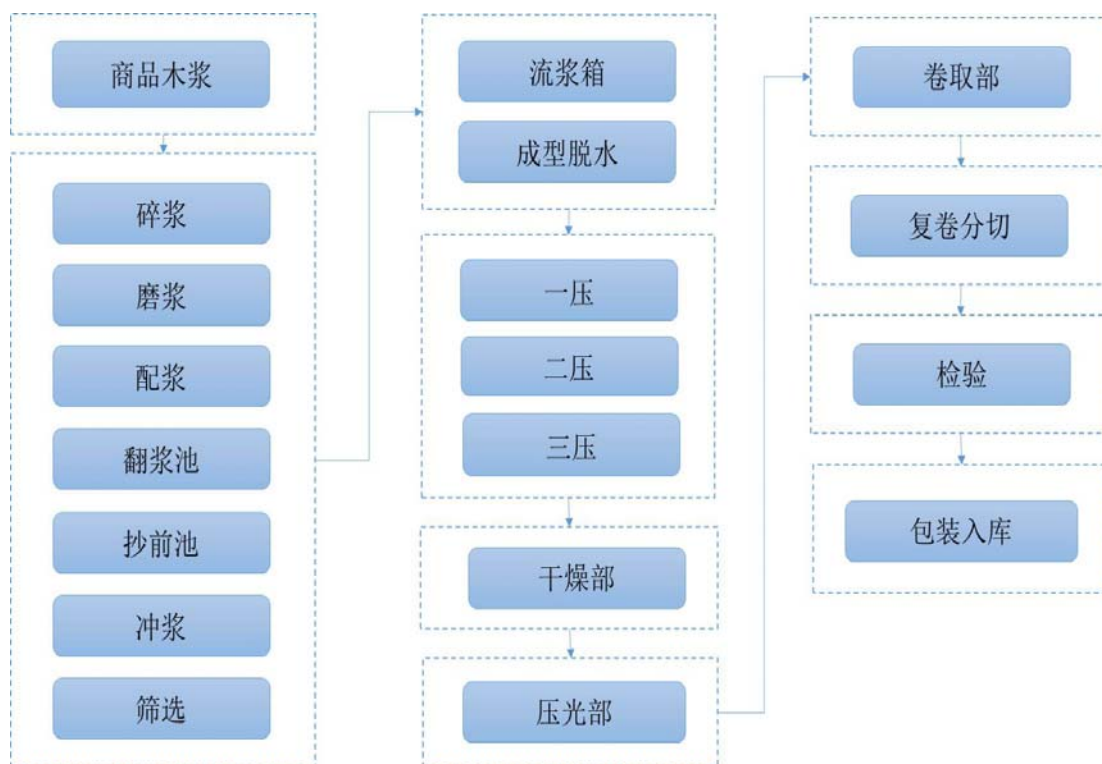 商品木浆
碎浆
磨浆
配浆
翻浆池
抄前池
冲浆
筛选
流浆箱
成型脱水
一压
二压
三压
干燥部
压光部
卷取部
复卷分切
检验
包装入库